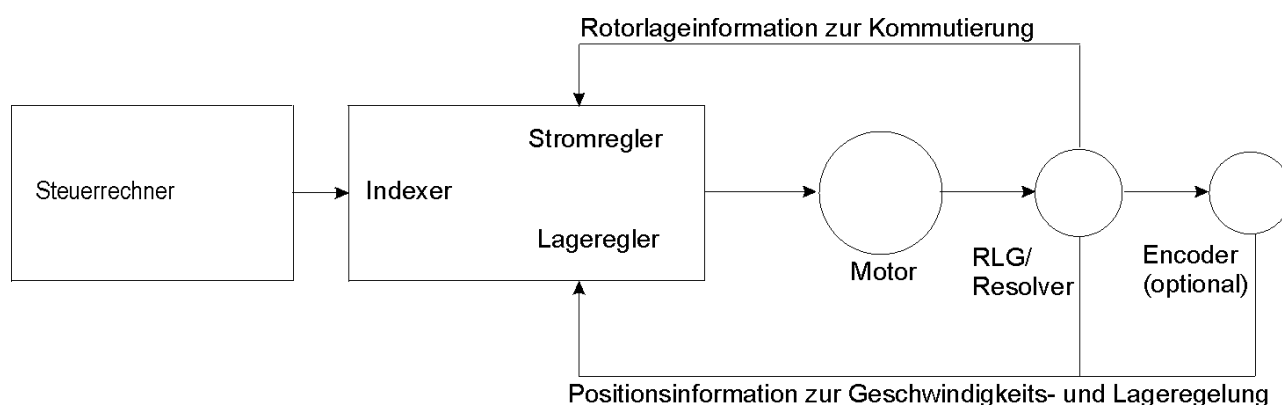 Rotorlageinformation zur Kommutierung
Stromregler
Steuerrechner
Indexer
Lageregler
Motor
RLG/
Resolver
Encoder
(optional)
Positionsinformation zur Geschwindigkeits- und Lageregelung